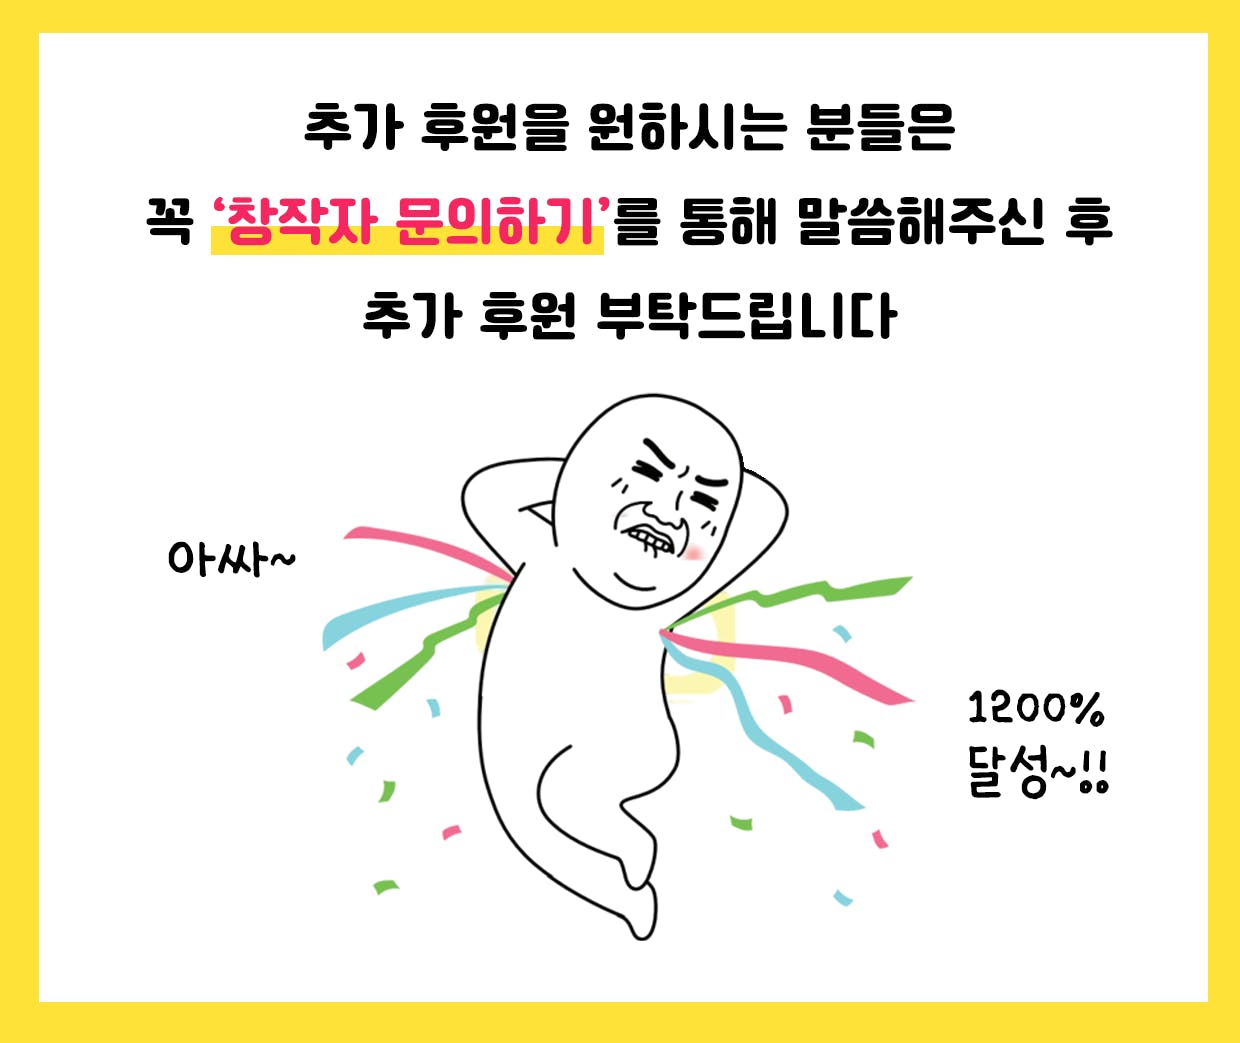 추가 후원을 원하시는 분들은
꼭 ‘창작자 문의하기’를 통해 말씀해주신 후
추가 후원 부탁드립니다
아싸~
1200%
달성~!!